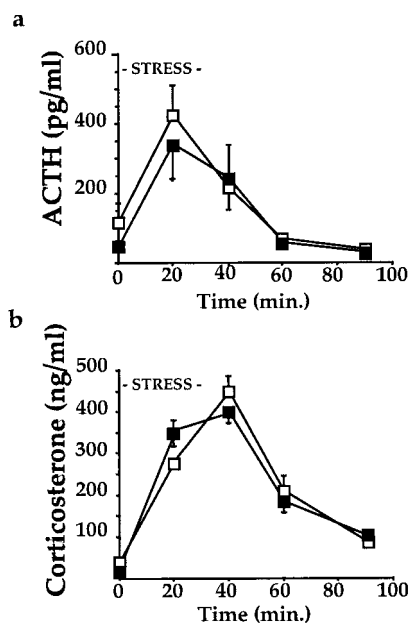 a
600
- STRESS -
400
200
ACTH (pg/ml)
0 20 40 60 80 100
Time (min.)
b
500
- STRESS -
400
300
200
100
Corticosterone (ng/ml)
0 20 40 60 80 100
Time (min.)